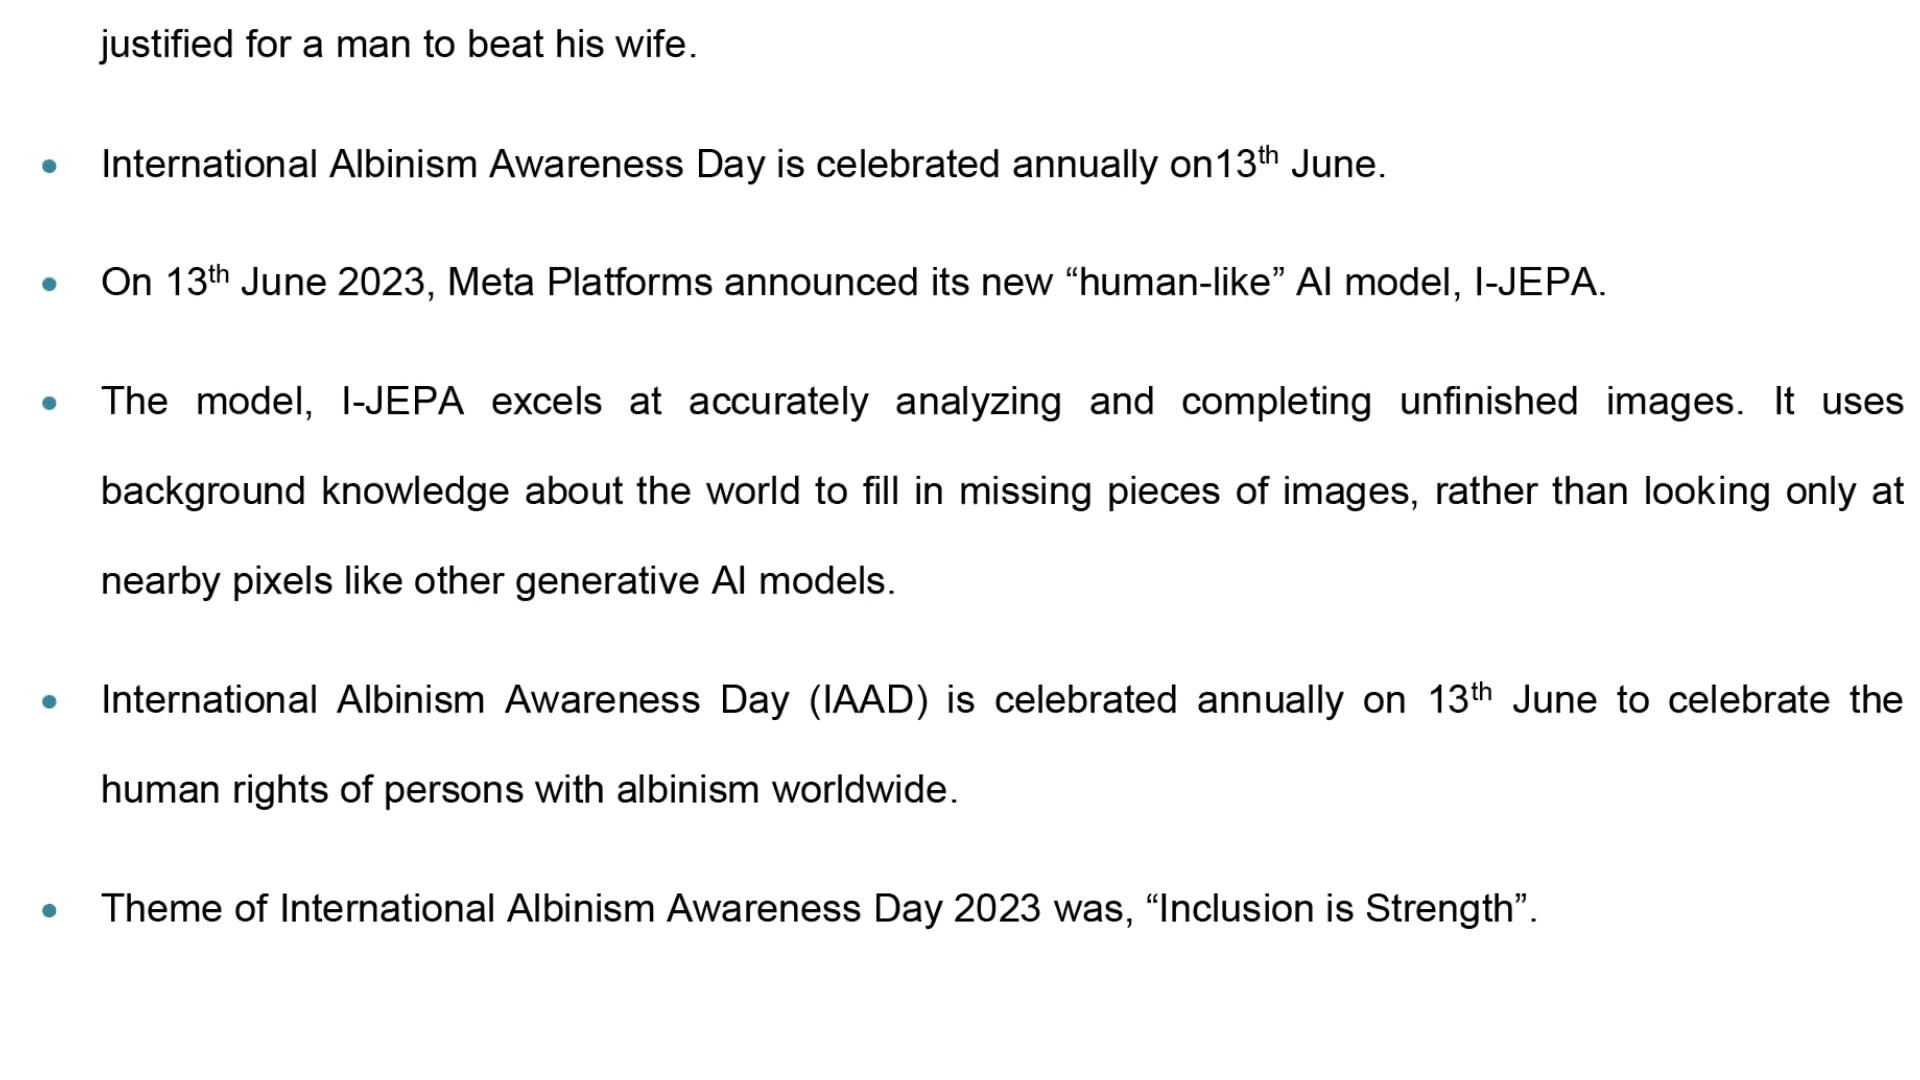 justified for a man to beat his wife.
• International Albinism Awareness Day is celebrated annually on13th June.
• On 13th June 2023, Meta Platforms announced its new “human-like” AI model, I-JEPA.
• The model, I-JEPA excels at accurately analyzing and completing unfinished images. It uses
background knowledge about the world to fill in missing pieces of images, rather than looking only at
nearby pixels like other generative AI models.
• International Albinism Awareness Day (IAAD) is celebrated annually on 13th June to celebrate the
human rights of persons with albinism worldwide.
• Theme of International Albinism Awareness Day 2023 was, “Inclusion is Strength”.